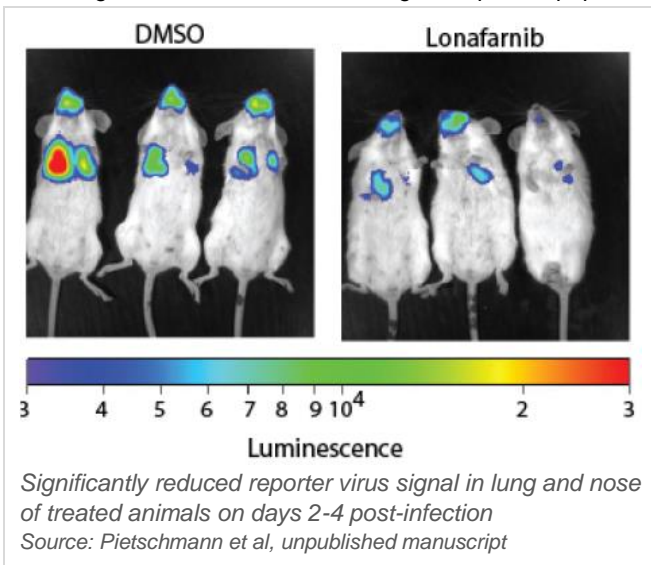 DMSO
Lonafarnib
3 4 5 6 7 8 9 10⁴ 2 3
Luminescence
Significantly reduced reporter virus signal in lung and nose
of treated animals on days 2-4 post-infection
Source: Pietschmann et al, unpublished manuscript